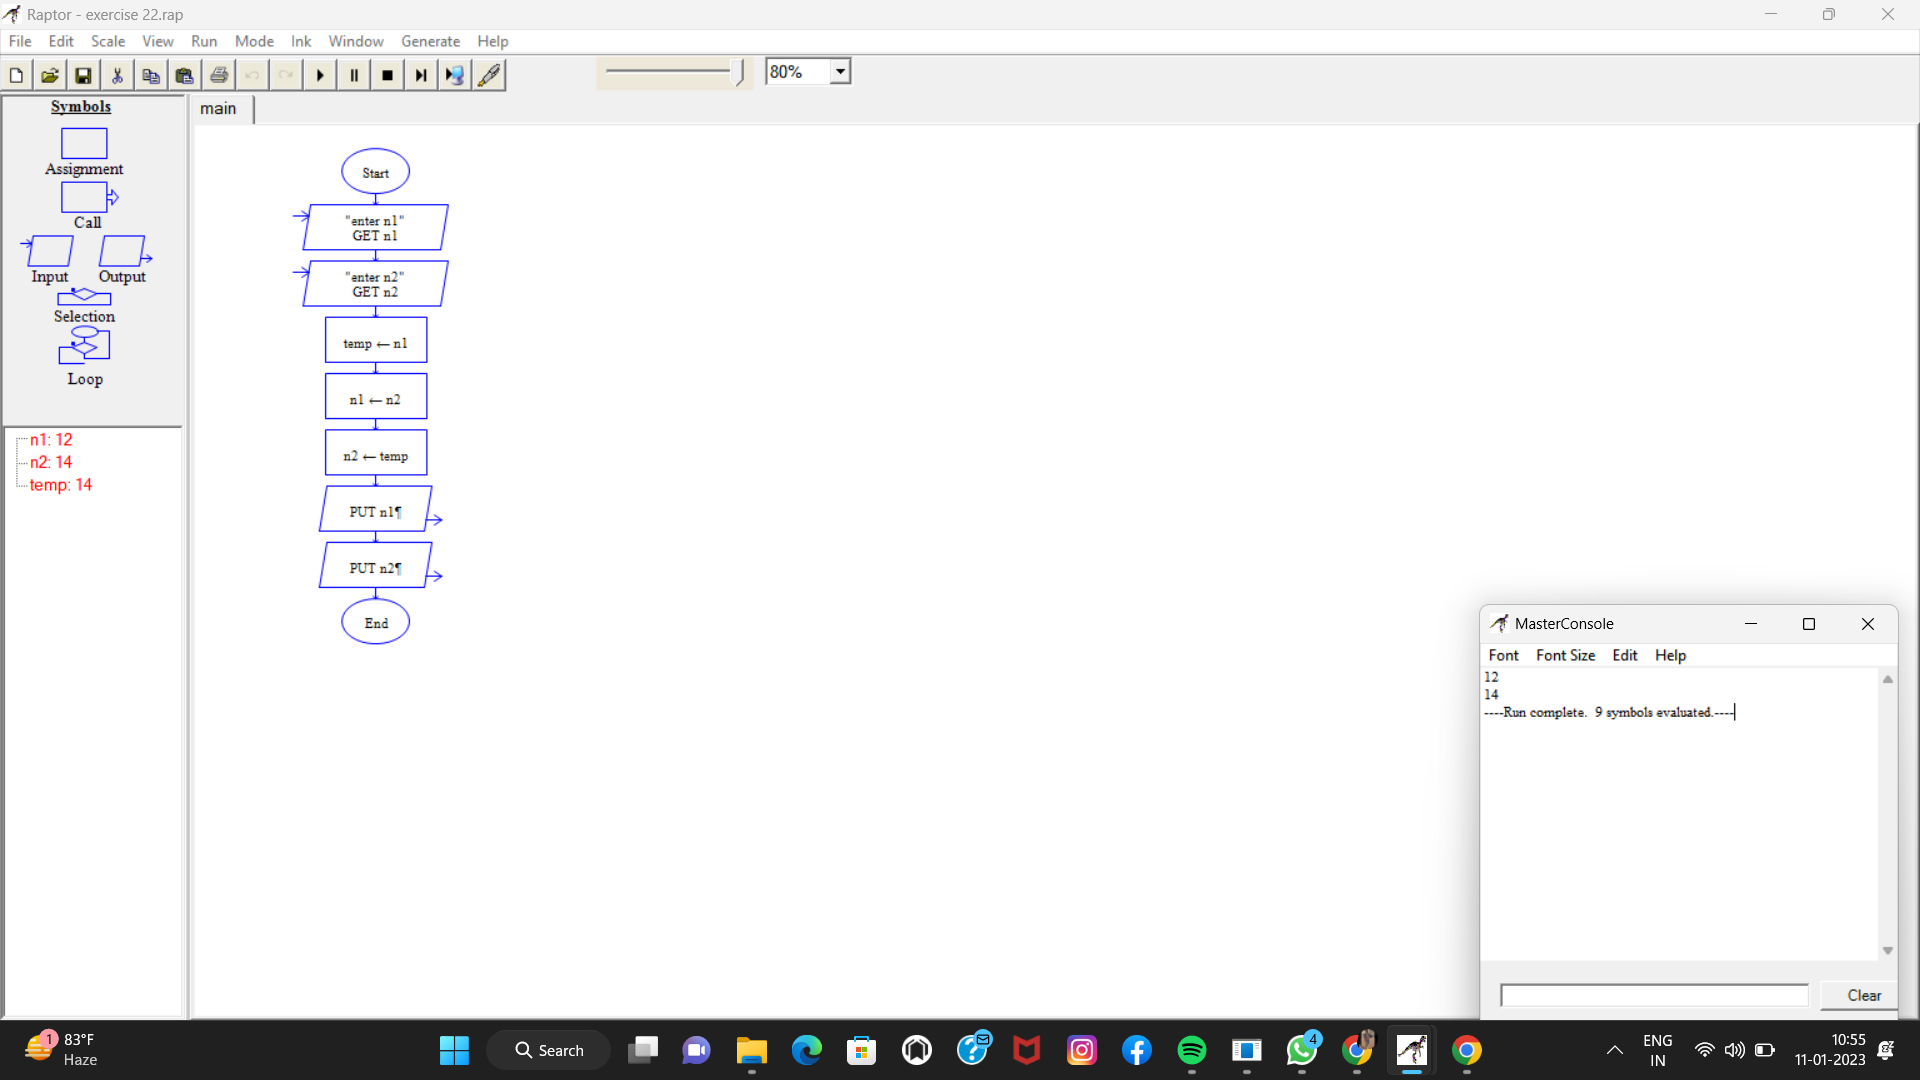 Raptor - exercise 22.rap
File Edit Scale View Run Mode Ink Window Generate Help
80%
Symbols
Assignment
Call
Input Output
Selection
Loop
n1: 12
n2: 14
temp: 14
main
Start
"enter n1"
GET n1
"enter n2"
GET n2
temp ← n1
n1 ← n2
n2 ← temp
PUT n1¶
PUT n2¶
End
MasterConsole
Font Font Size Edit Help
12
14
----Run complete.  9 symbols evaluated.----
Clear
1
83°F
Haze
Search
4
ENG
IN
10:55
11-01-2023